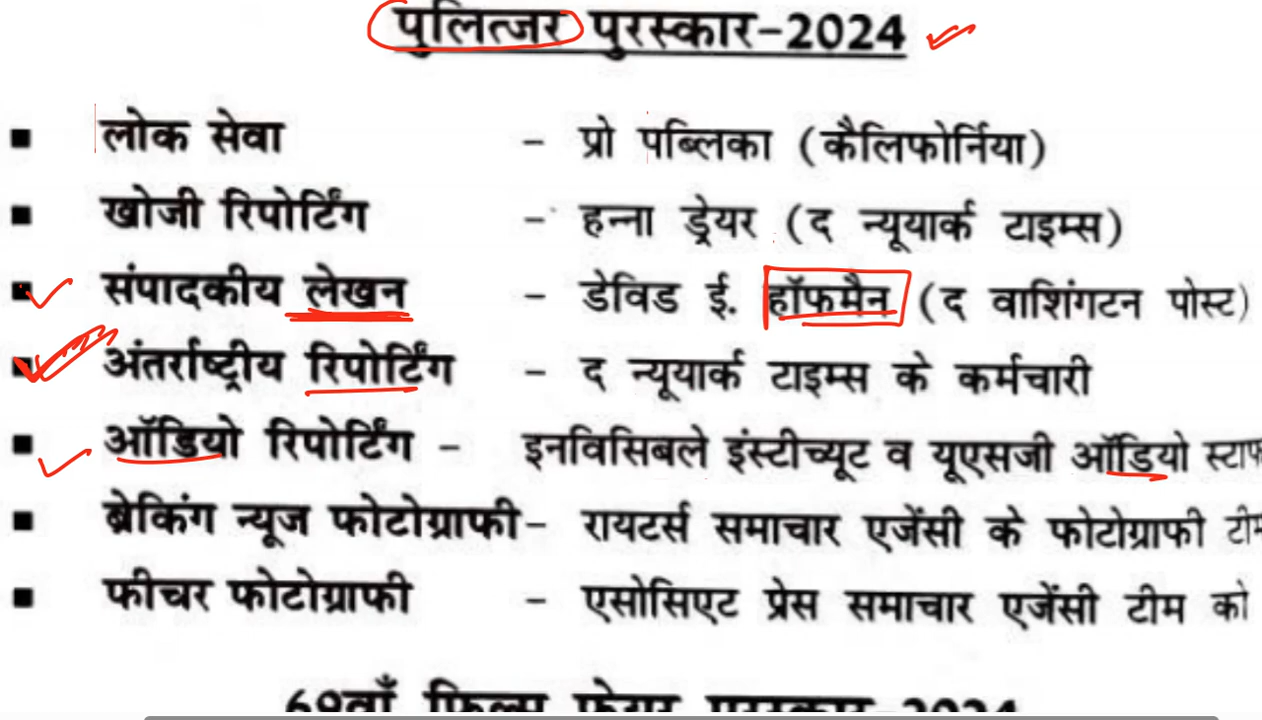 पुलित्जर पुरस्कार-2024
▪ लोक सेवा - प्रो पब्लिका (कैलिफोर्निया)
▪ खोजी रिपोर्टिंग - हन्ना ड्रेयर (द न्यूयार्क टाइम्स)
▪ संपादकीय लेखन - डेविड ई. हॉफमैन (द वाशिंगटन पोस्ट)
▪ अंतर्राष्ट्रीय रिपोर्टिंग - द न्यूयार्क टाइम्स के कर्मचारी
▪ ऑडियो रिपोर्टिंग - इनविसिबले इंस्टीच्यूट व यूएसजी ऑडियो
▪ ब्रेकिंग न्यूज फोटोग्राफी- रायटर्स समाचार एजेंसी के फोटोग्राफी
▪ फीचर फोटोग्राफी - एसोसिएट प्रेस समाचार एजेंसी टीम को